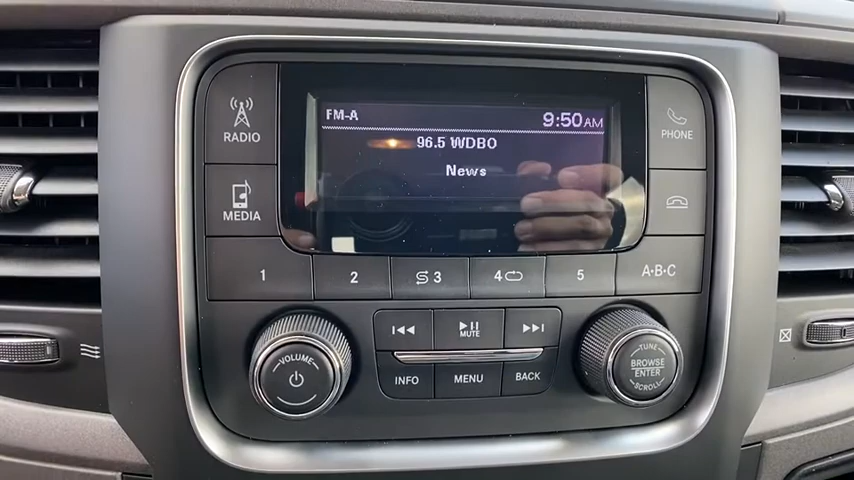 RADIO
MEDIA
FM-A
9:50AM
96.5 WDBO
News
PHONE
1
2
3
4
5
A•B•C
VOLUME
MUTE
INFO
MENU
BACK
TUNE
BROWSE
ENTER
SCROLL